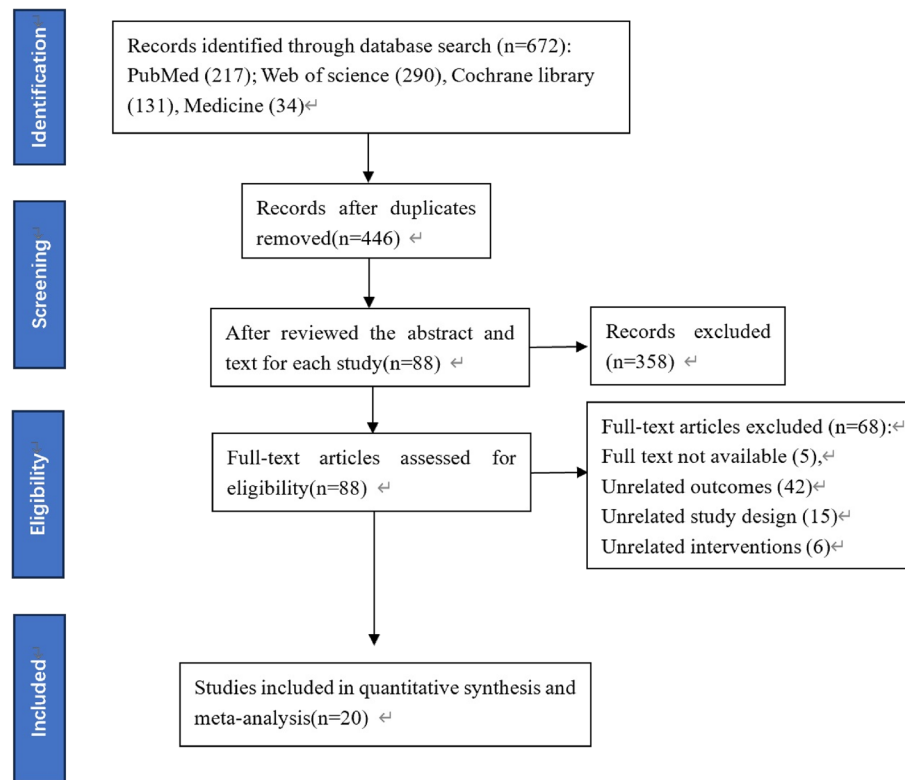 Identification
Records identified through database search (n=672):
PubMed (217); Web of science (290), Cochrane library
(131), Medicine (34)↵
Screening
Records after duplicates
removed(n=446) ↵
After reviewed the abstract and
text for each study(n=88) ↵
Records excluded
(n=358) ↵
Eligibility
Full-text articles assessed for
eligibility(n=88) ↵
Full-text articles excluded (n=68):↵
Full text not available (5),↵
Unrelated outcomes (42)↵
Unrelated study design (15)↵
Unrelated interventions (6)↵
Included
Studies included in quantitative synthesis and
meta-analysis(n=20) ↵